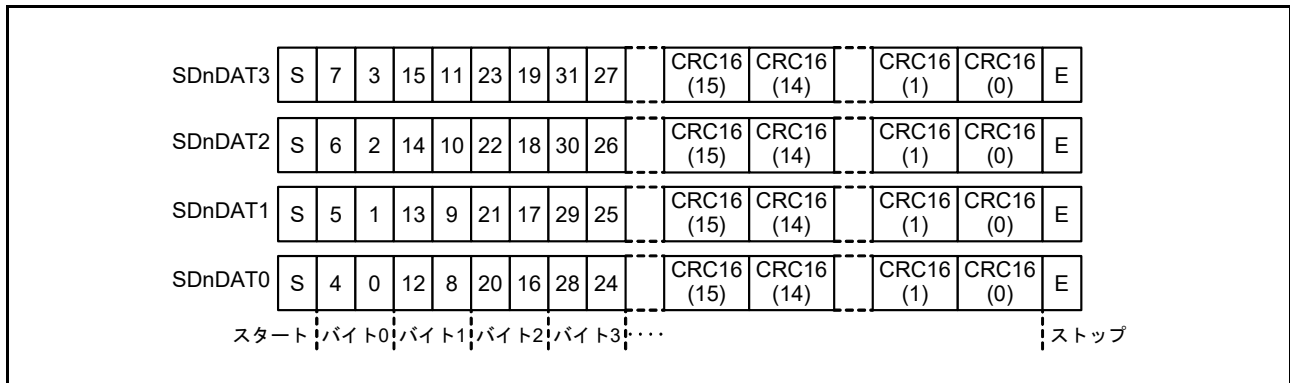 SDnDAT3 S 7 3 15 11 23 19 31 27 CRC16 (15) CRC16 (14) CRC16 (1) CRC16 (0) E
SDnDAT2 S 6 2 14 10 22 18 30 26 CRC16 (15) CRC16 (14) CRC16 (1) CRC16 (0) E
SDnDAT1 S 5 1 13 9 21 17 29 25 CRC16 (15) CRC16 (14) CRC16 (1) CRC16 (0) E
SDnDAT0 S 4 0 12 8 20 16 28 24 CRC16 (15) CRC16 (14) CRC16 (1) CRC16 (0) E
スタート バイト0 バイト1 バイト2 バイト3 ‥‥ ストップ